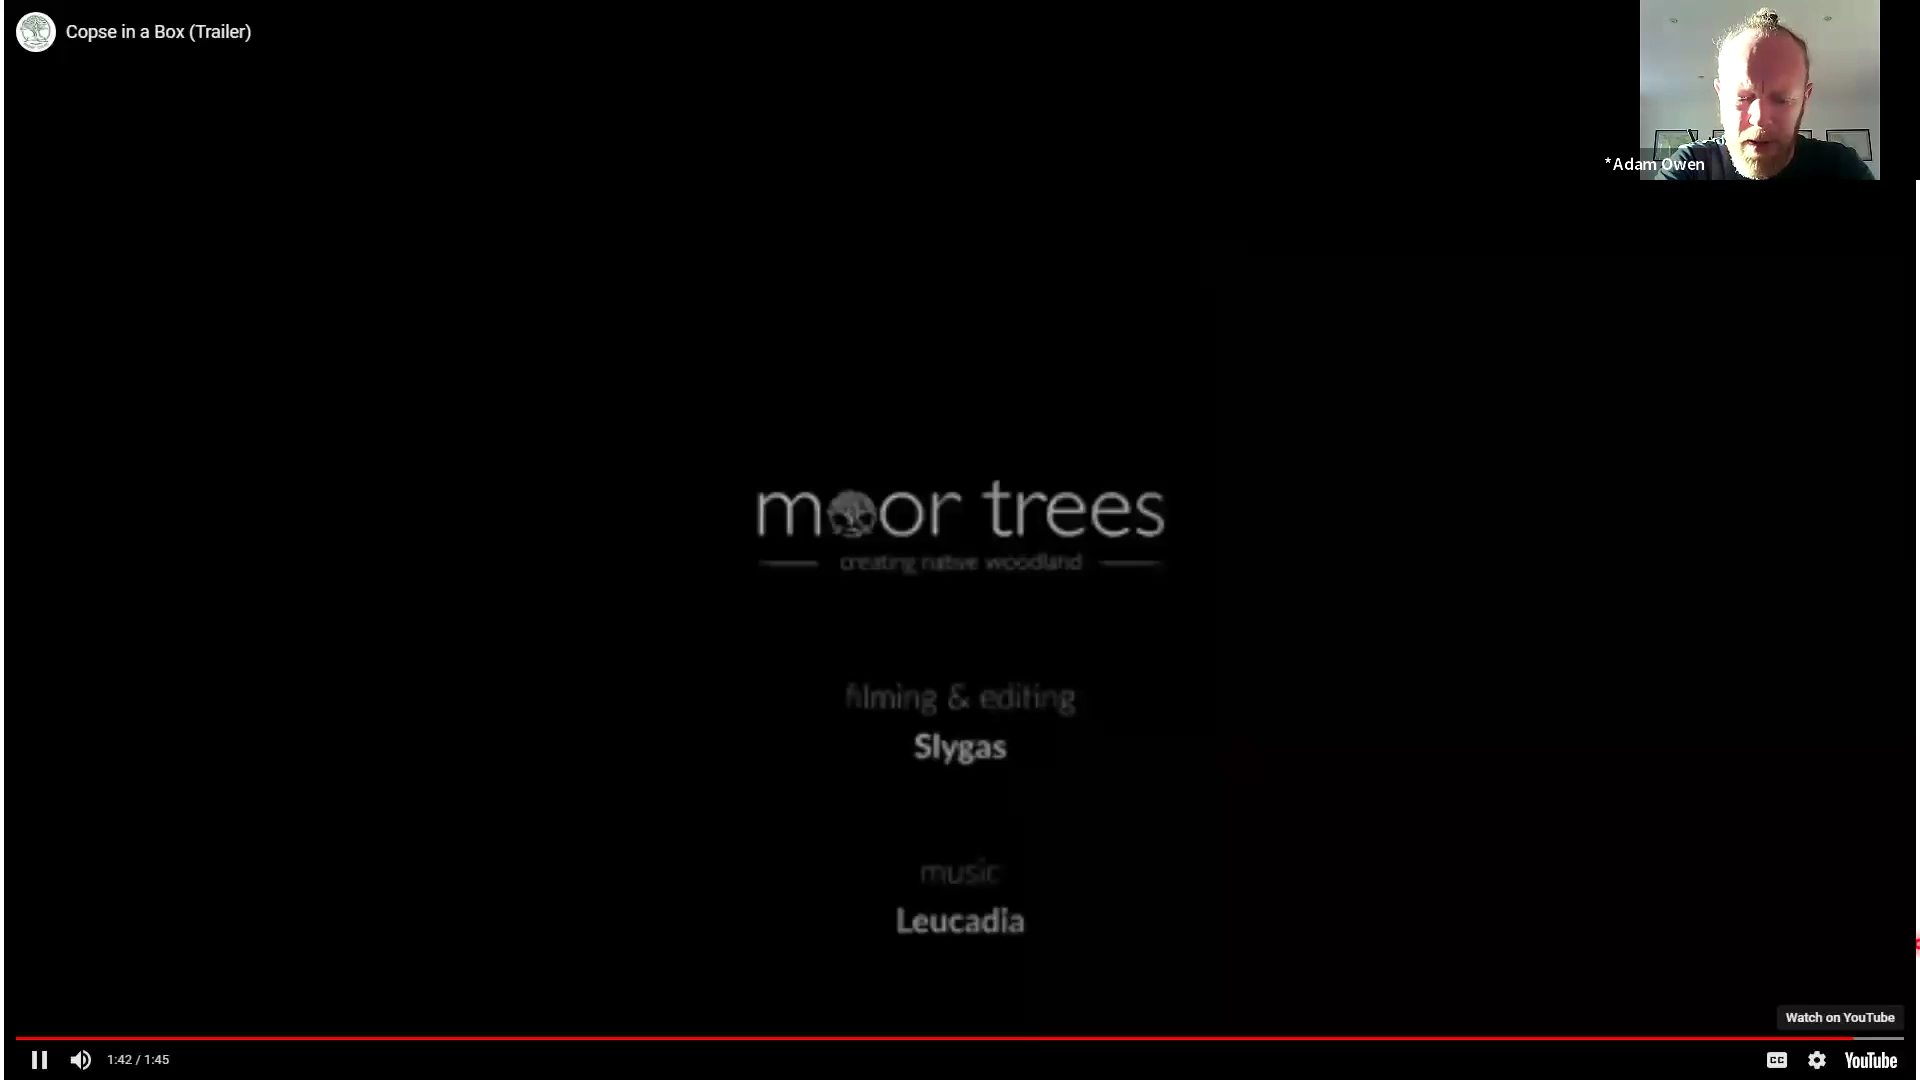 Copse in a Box (Trailer)
*Adam Owen
moor trees
creating native woodland
filming & editing
Slygas
music
Leucadia
Watch on YouTube
1:42 / 1:45
CC
YouTube